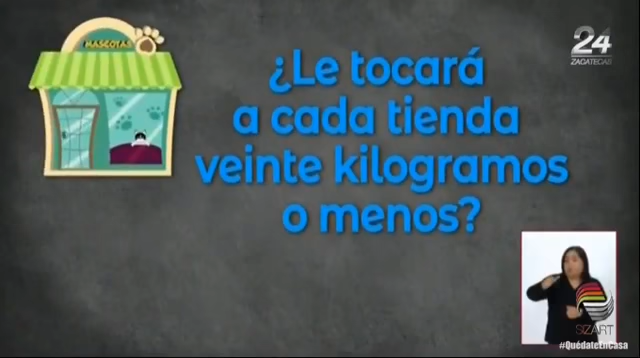 MASCOTAS
24
ZACATECAS
¿Le tocará
a cada tienda
veinte kilogramos
o menos?
SIZART
#QuédateEnCasa